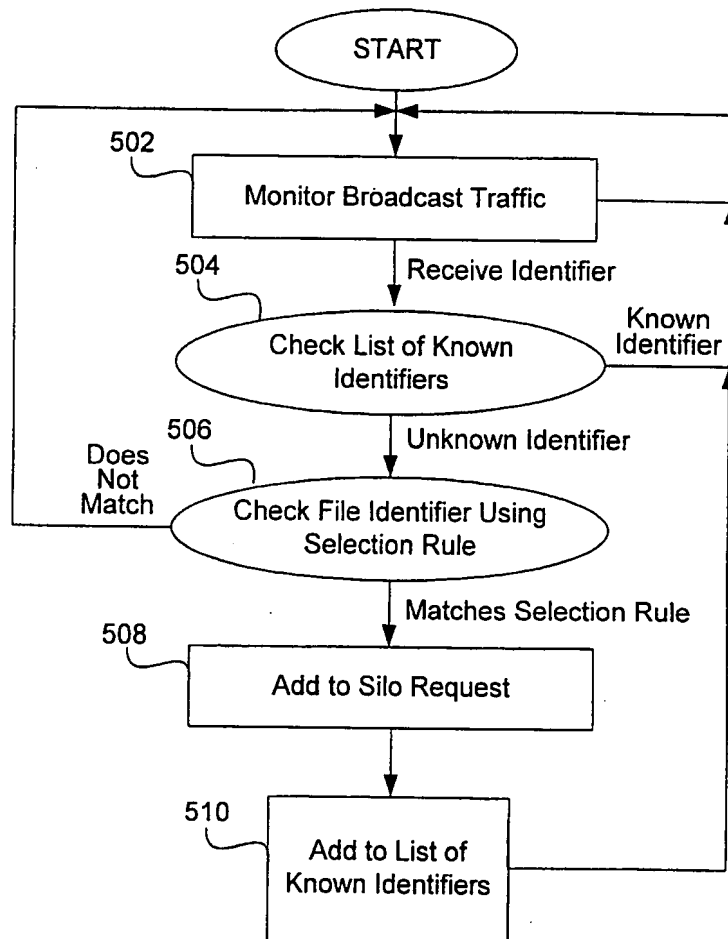 START
502
Monitor Broadcast Traffic
Receive Identifier
504
Check List of Known
Identifiers
Known
Identifier
Unknown Identifier
506
Does
Not
Match
Check File Identifier Using
Selection Rule
Matches Selection Rule
508
Add to Silo Request
510
Add to List of
Known Identifiers